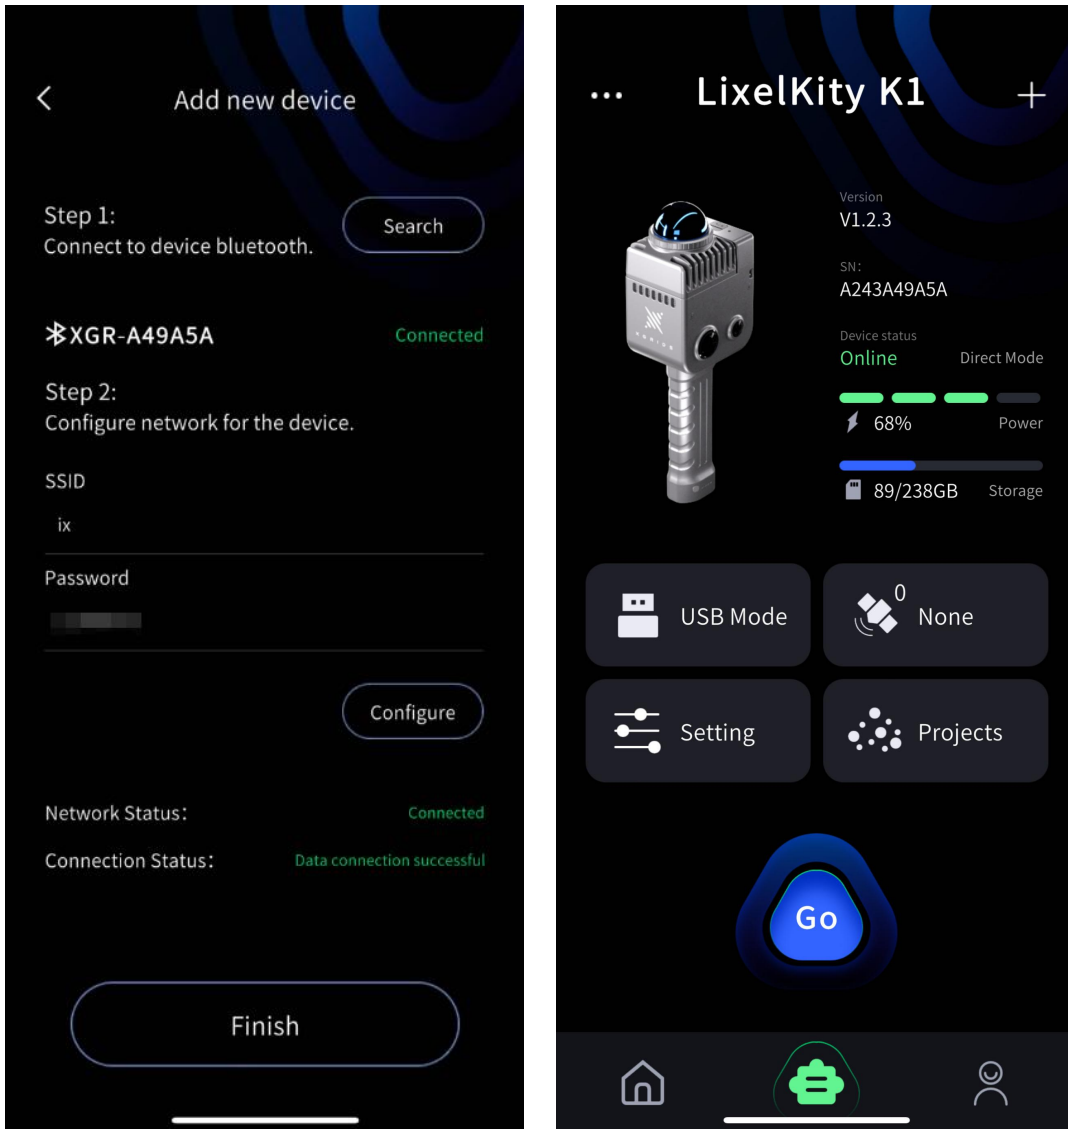 Add new device
Step 1:
Connect to device bluetooth.
Search
XGR-A49A5A
Connected
Step 2:
Configure network for the device.
SSID
ix
Password
Configure
Network Status:
Connected
Connection Status:
Data connection successful
Finish
LixelKity K1
Version
V1.2.3
SN:
A243A49A5A
Device status
Online
Direct Mode
68%
Power
89/238GB
Storage
USB Mode
0
None
Setting
Projects
Go